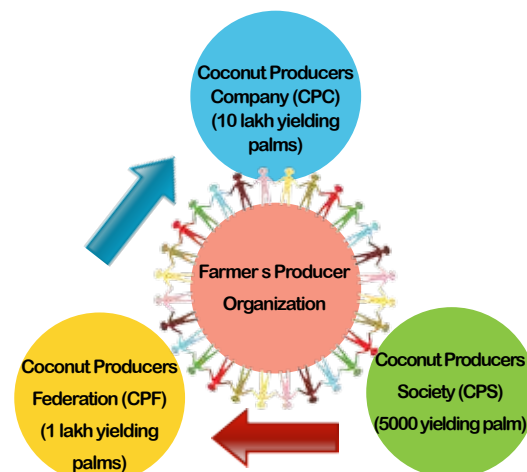 Coconut Producers
Company (CPC)
(10 lakh yielding
palms)
Farmer s Producer
Organization
Coconut Producers
Federation (CPF)
(1 lakh yielding
palms)
Coconut Producers
Society (CPS)
(5000 yielding palm)